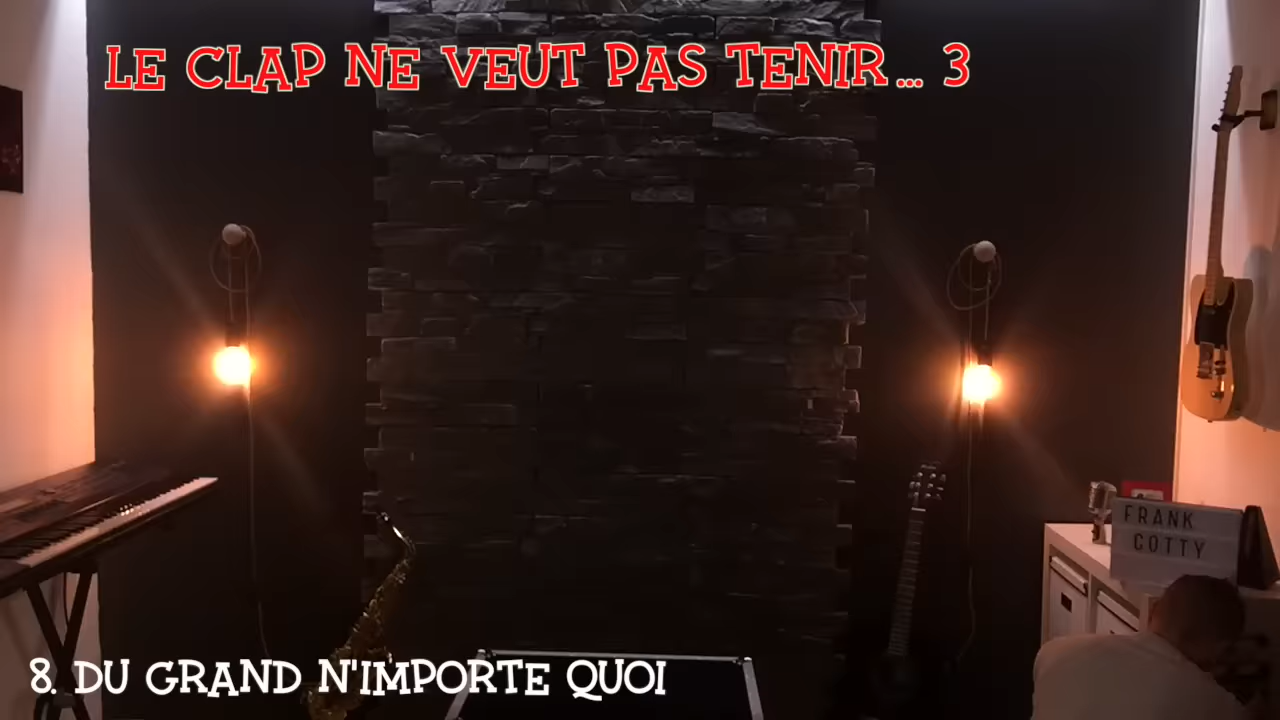 LE CLAP NE VEUT PAS TENIR... 3
FRANK
COTTY
8. DU GRAND N'IMPORTE QUOI